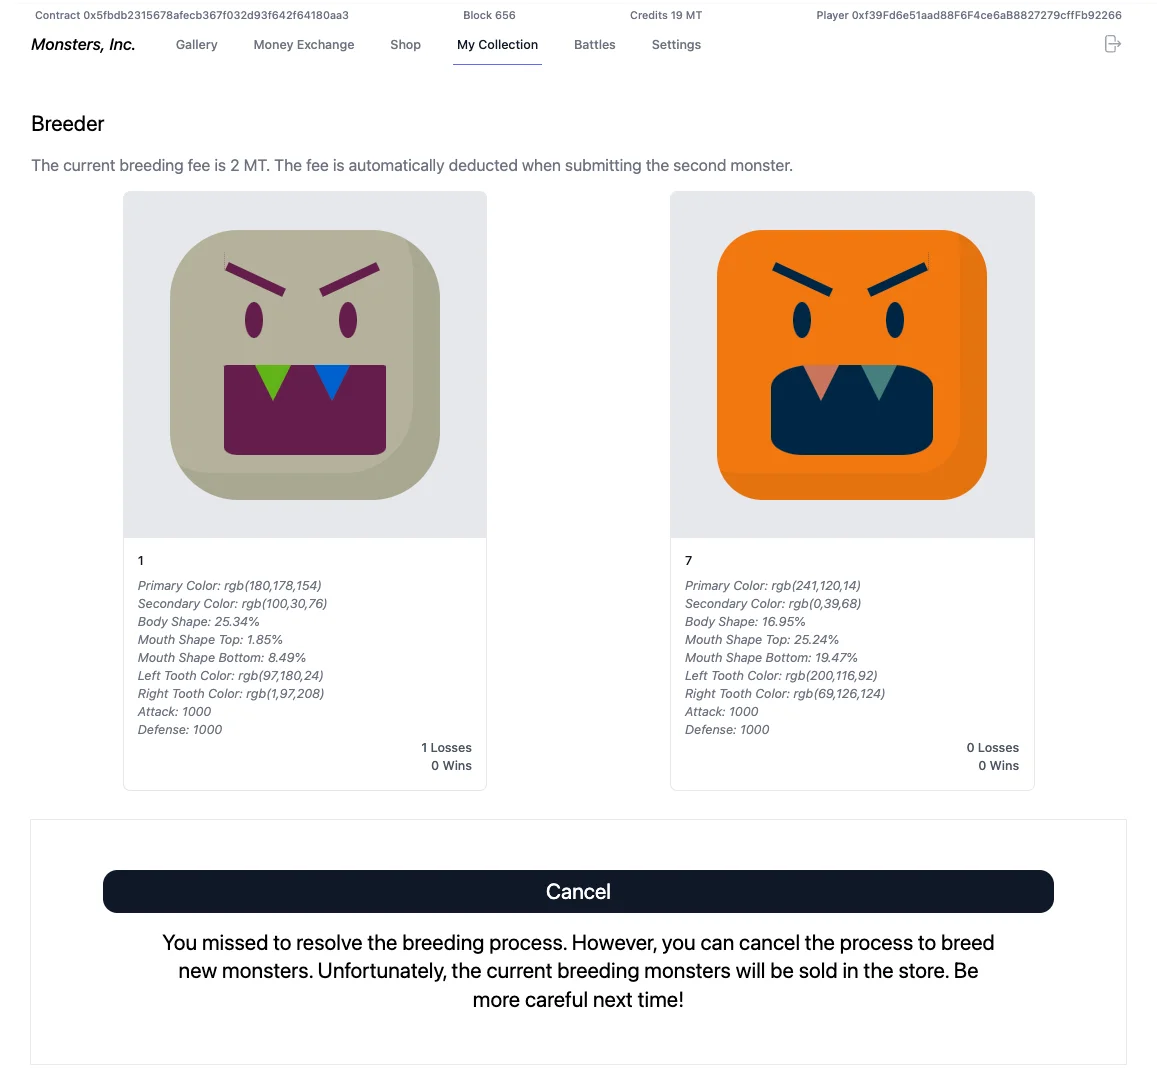 Contract 0x5fbdb2315678afecb367f032d93f642f64180aa3 Block 656 Credits 19 MT Player 0xf39Fd6e51aad88F6F4ce6aB8827279cffFb92266
Monsters, Inc. Gallery Money Exchange Shop My Collection Battles Settings
Breeder
The current breeding fee is 2 MT. The fee is automatically deducted when submitting the second monster.
1
Primary Color: rgb(180,178,154)
Secondary Color: rgb(100,30,76)
Body Shape: 25.34%
Mouth Shape Top: 1.85%
Mouth Shape Bottom: 8.49%
Left Tooth Color: rgb(97,180,24)
Right Tooth Color: rgb(1,97,208)
Attack: 1000
Defense: 1000
1 Losses
0 Wins
7
Primary Color: rgb(241,120,14)
Secondary Color: rgb(0,39,68)
Body Shape: 16.95%
Mouth Shape Top: 25.24%
Mouth Shape Bottom: 19.47%
Left Tooth Color: rgb(200,116,92)
Right Tooth Color: rgb(69,126,124)
Attack: 1000
Defense: 1000
0 Losses
0 Wins
Cancel
You missed to resolve the breeding process. However, you can cancel the process to breed
new monsters. Unfortunately, the current breeding monsters will be sold in the store. Be
more careful next time!